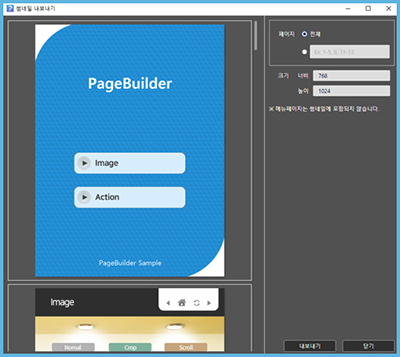 썸네일 내보내기
PageBuilder
Image
Action
PageBuilder Sample
Image
Normal
Crop
Scroll
페이지
전체
Ex: 1-5, 8, 11-13
크기 너비 768
높이 1024
※ 메뉴페이지는 썸네일에 포함되지 않습니다.
내보내기
닫기